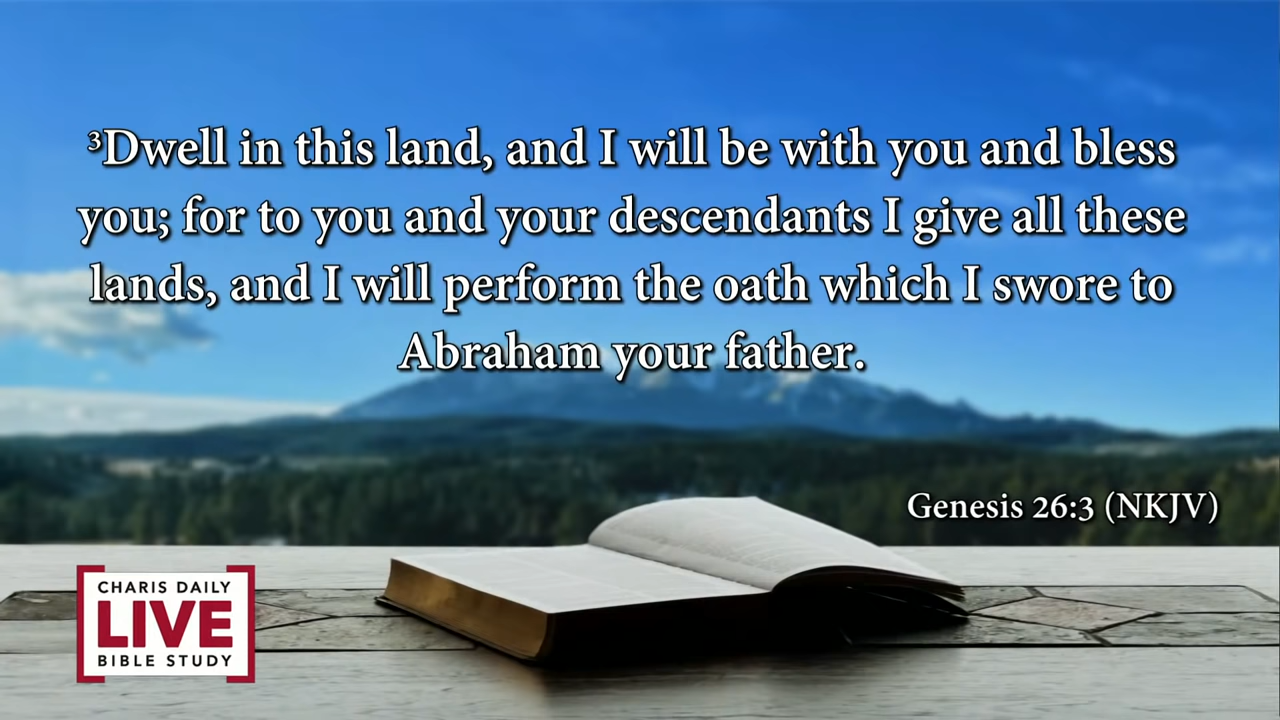 ³Dwell in this land, and I will be with you and bless
you; for to you and your descendants I give all these
lands, and I will perform the oath which I swore to
Abraham your father.
Genesis 26:3 (NKJV)
CHARIS DAILY
LIVE
BIBLE STUDY